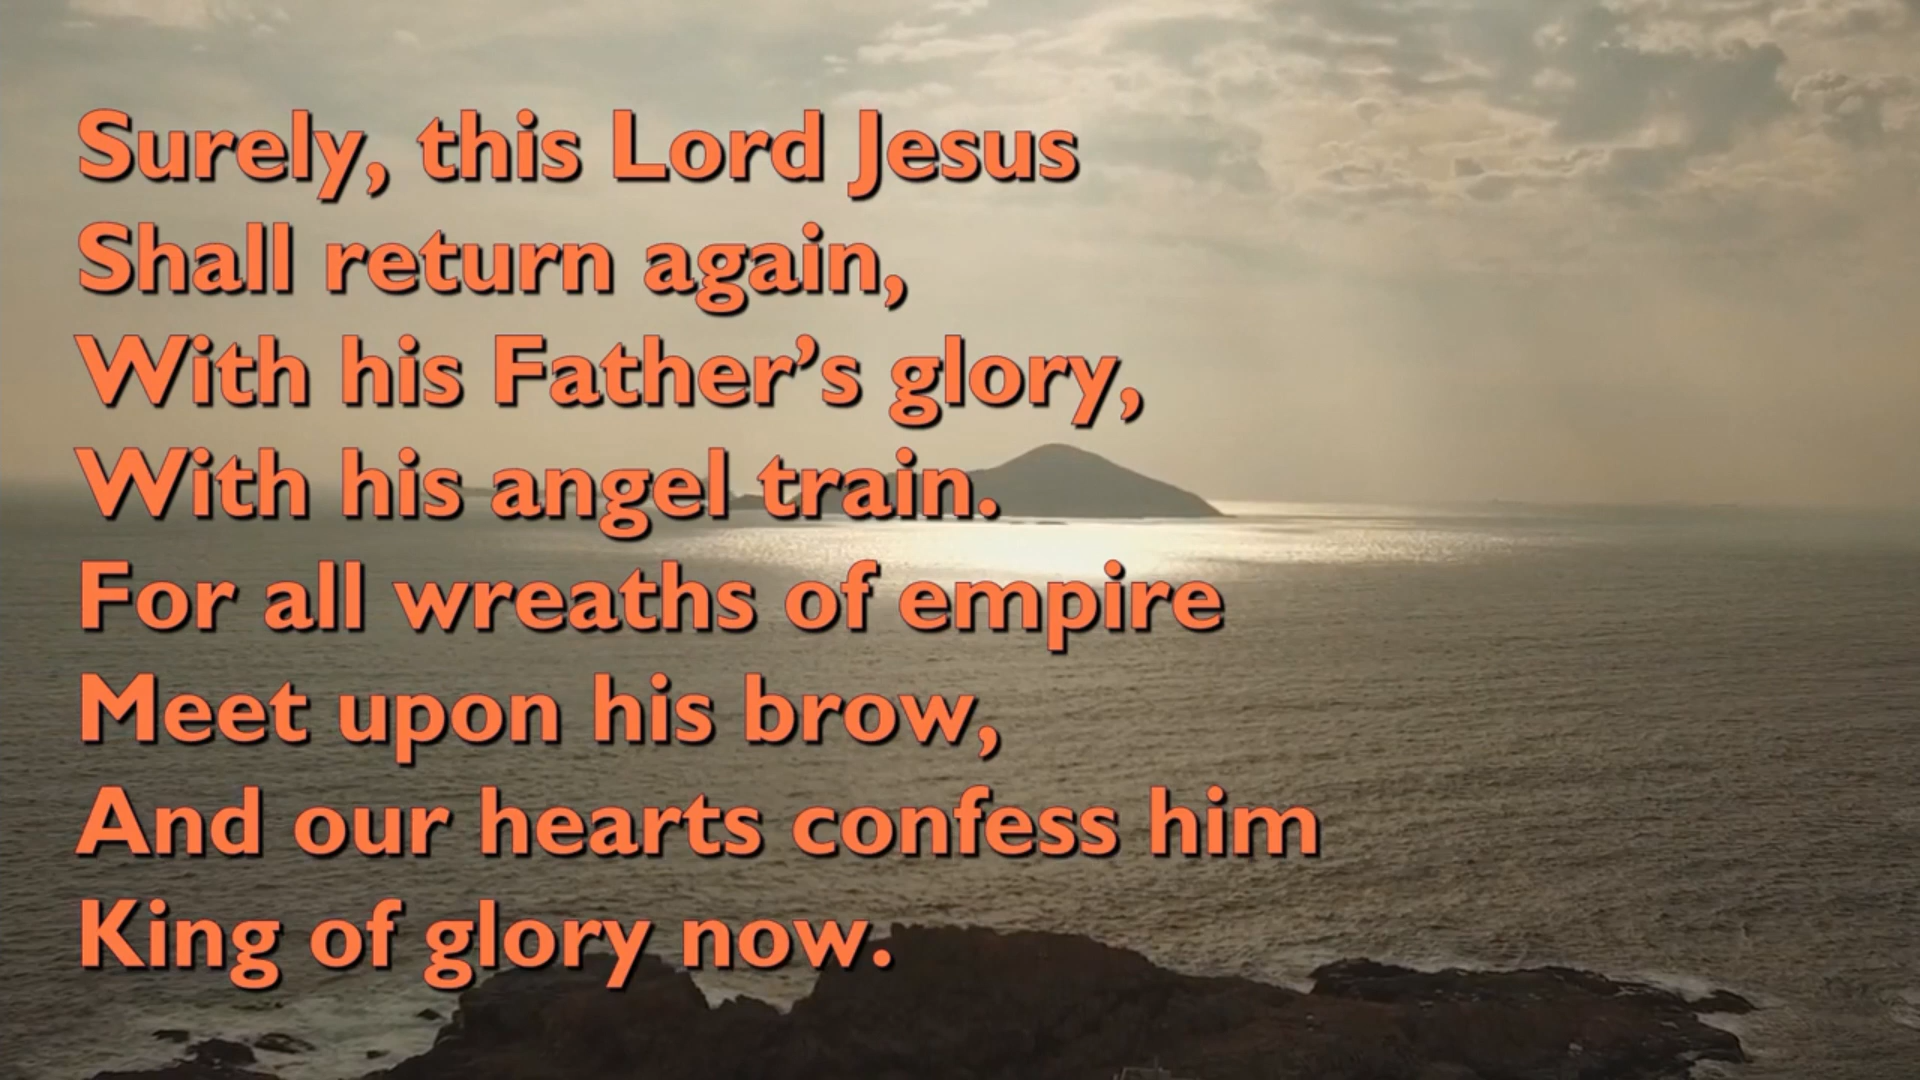 Surely, this Lord Jesus
Shall return again,
With his Father’s glory,
With his angel train.
For all wreaths of empire
Meet upon his brow,
And our hearts confess him
King of glory now.